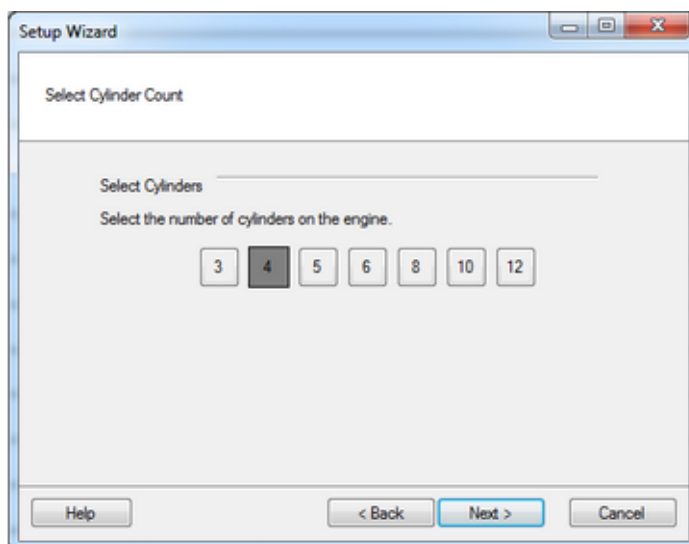 Setup Wizard
Select Cylinder Count
Select Cylinders
Select the number of cylinders on the engine.
3 4 5 6 8 10 12
Help < Back Next > Cancel